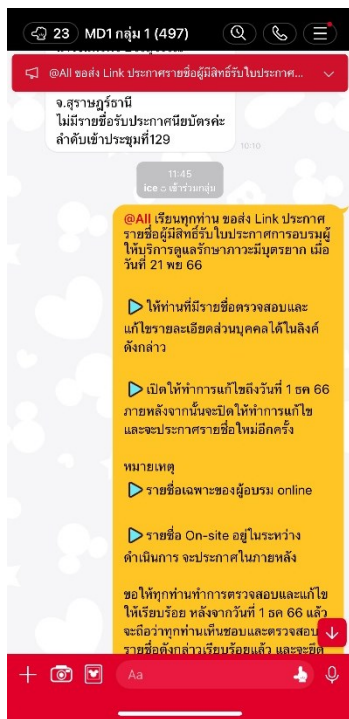 23 MD1 กลุ่ม 1 (497)
@All ขอส่ง Link ประกาศรายชื่อผู้มีสิทธิ์รับใบประกาศ...
จ.สุราษฎร์ธานี
ไม่มีรายชื่อรับประกาศนียบัตรค่ะ
ลำดับเข้าประชุมที่129
10:10
11:45
ice ☃ เข้าร่วมกลุ่ม
@All เรียนทุกท่าน ขอส่ง Link ประกาศ
รายชื่อผู้มีสิทธิ์รับใบประกาศการอบรมผู้
ให้บริการดูแลรักษาภาวะมีบุตรยาก เมื่อ
วันที่ 21 พย 66
ให้ท่านที่มีรายชื่อตรวจสอบและ
แก้ไขรายละเอียดส่วนบุคคลได้ในลิงค์
ดังกล่าว
เปิดให้ทำการแก้ไขถึงวันที่ 1 ธค 66
ภายหลังจากนั้นจะปิดให้ทำการแก้ไข
และจะประกาศรายชื่อใหม่อีกครั้ง
หมายเหตุ
รายชื่อเฉพาะของผู้อบรม online
รายชื่อ On-site อยู่ในระหว่าง
ดำเนินการ จะประกาศในภายหลัง
ขอให้ทุกท่านทำการตรวจสอบและแก้ไข
ให้เรียบร้อย หลังจากวันที่ 1 ธค 66 แล้ว
จะถือว่าทุกท่านเห็นชอบและตรวจสอบ
รายชื่อดังกล่าวเรียบร้อยแล้ว และจะยึด
Aa